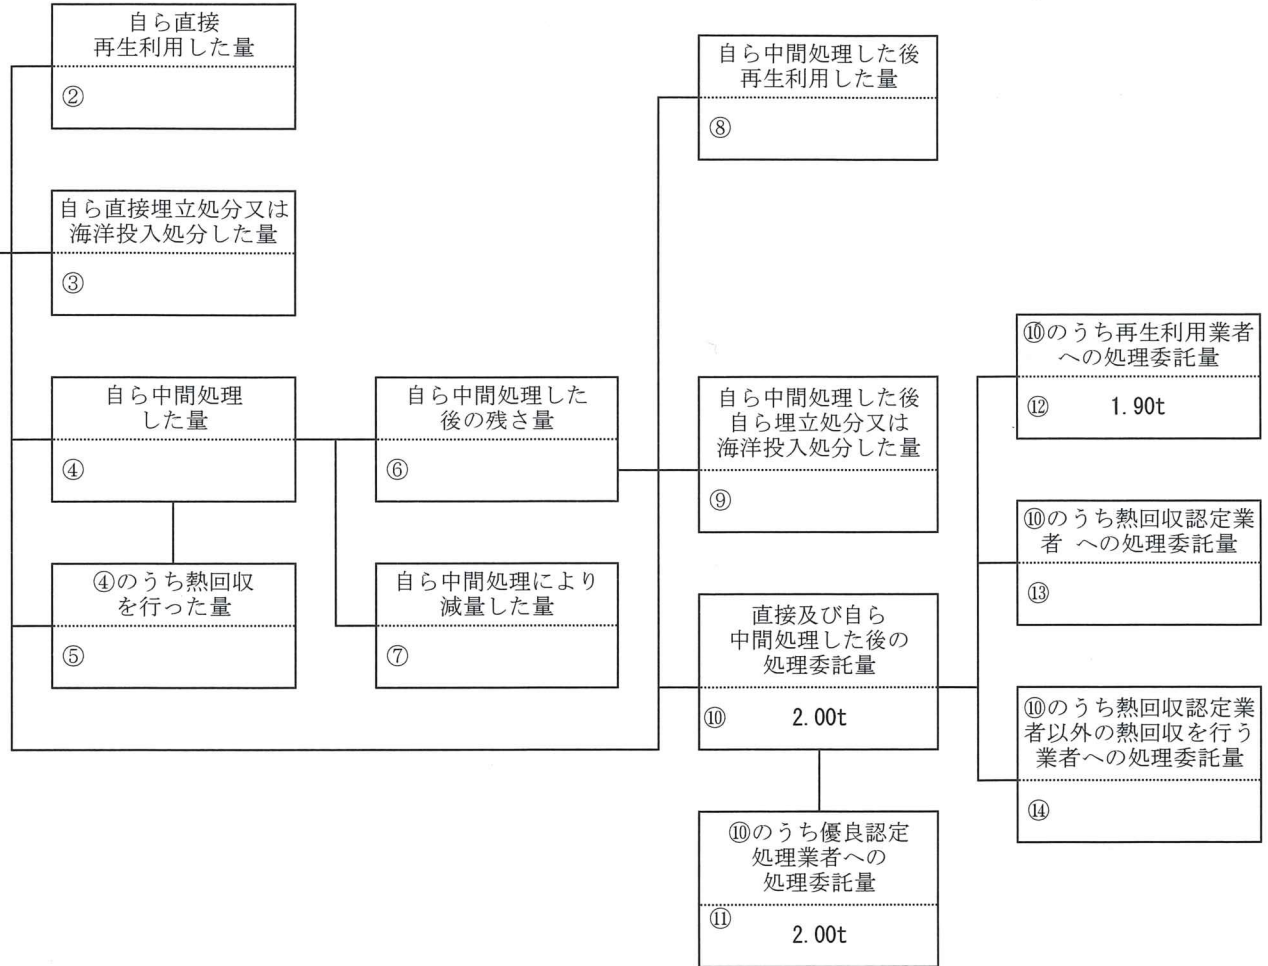 自ら直接
再生利用した量
②
自ら直接埋立処分又は
海洋投入処分した量
③
自ら中間処理
した量
④
④のうち熱回収
を行った量
⑤
自ら中間処理した
後の残さ量
⑥
自ら中間処理により
減量した量
⑦
自ら中間処理した後
再生利用した量
⑧
自ら中間処理した後
自ら埋立処分又は
海洋投入処分した量
⑨
直接及び自ら
中間処理した後の
処理委託量
⑩ 2.00t
⑩のうち優良認定
処理業者への
処理委託量
⑪
2.00t
⑩のうち再生利用業者
への処理委託量
⑫ 1.90t
⑩のうち熱回収認定業
者 への処理委託量
⑬
⑩のうち熱回収認定業
者以外の熱回収を行う
業者への処理委託量
⑭